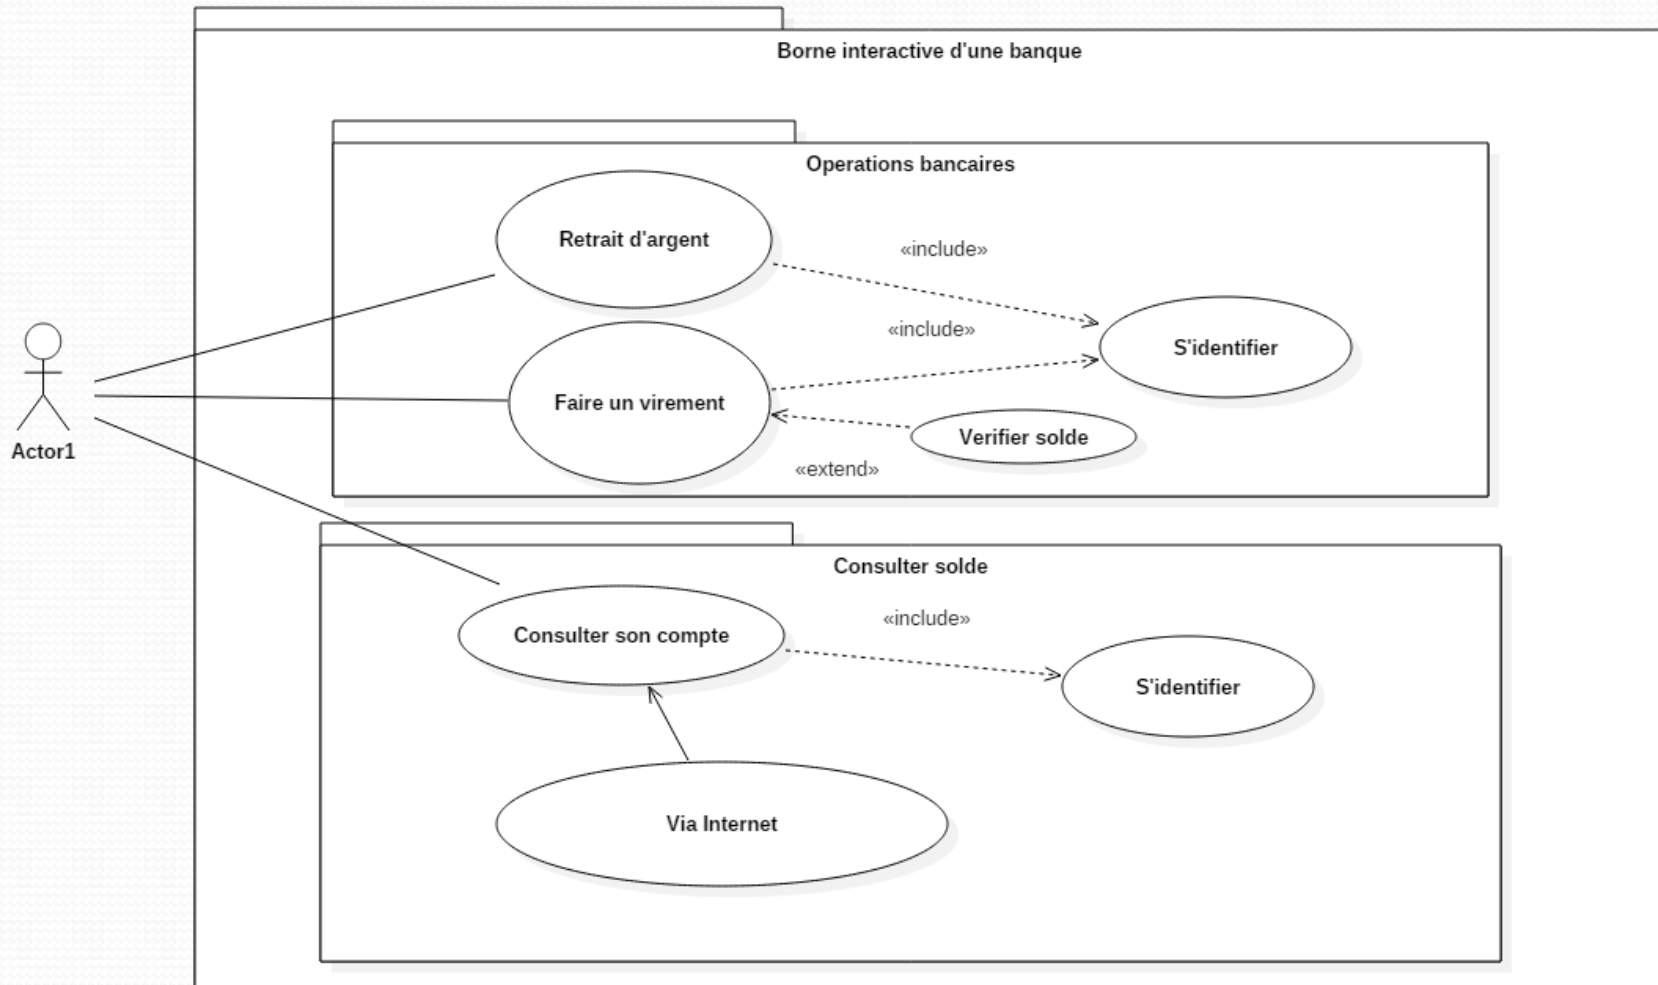 Borne interactive d'une banque
Operations bancaires
Retrait d'argent
«include»
«include»
S'identifier
Faire un virement
Verifier solde
«extend»
Actor1
Consulter solde
«include»
Consulter son compte
S'identifier
Via Internet